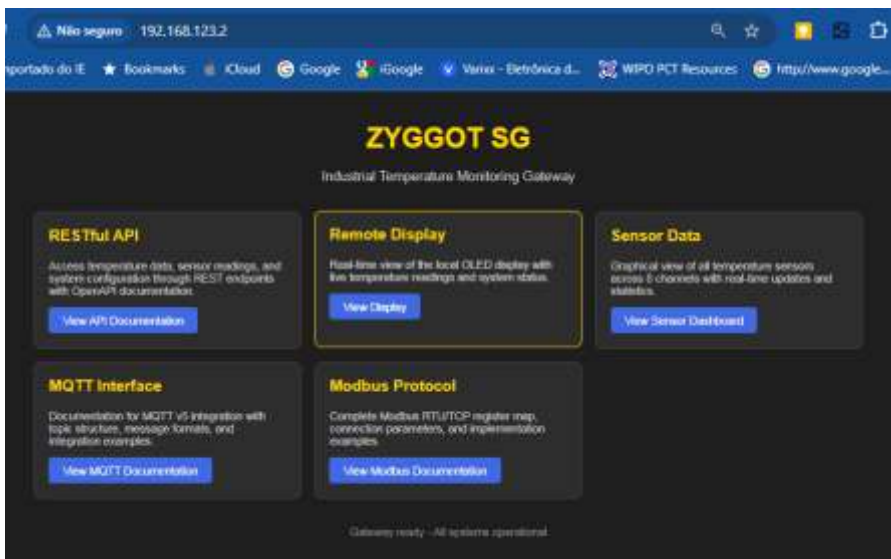 Não seguro 192.168.123.2
nportado do IE Bookmarks iCloud Google iGoogle Varixx - Eletrônica d... WIPO PCT Resources http://www.google...
ZYGGOT SG
Industrial Temperature Monitoring Gateway
RESTful API
Access temperature data, sensor readings, and
system configuration through REST endpoints
with OpenAPI documentation.
View API Documentation
Remote Display
Real-time view of the local OLED display with
live temperature readings and system status.
View Display
Sensor Data
Graphical view of all temperature sensors
across 8 channels with real-time updates and
statistics.
View Sensor Dashboard
MQTT Interface
Documentation for MQTT v5 integration with
topic structure, message formats, and
integration examples.
View MQTT Documentation
Modbus Protocol
Complete Modbus RTU/TCP register map,
connection parameters, and implementation
examples.
View Modbus Documentation
Gateway ready - All systems operational